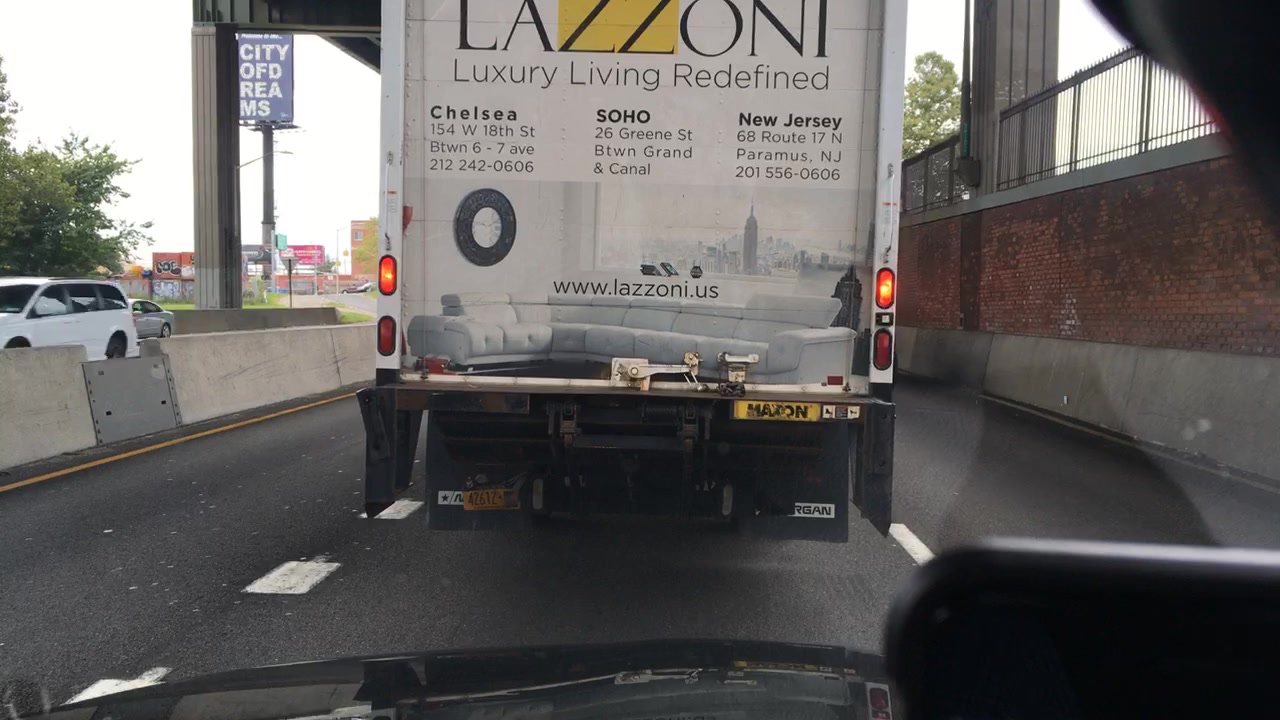 CITY
OFD
REA
MS
LAZZONI
Luxury Living Redefined
Chelsea
154 W 18th St
Btwn 6 - 7 ave
212 242-0606
SOHO
26 Greene St
Btwn Grand
& Canal
New Jersey
68 Route 17 N
Paramus, NJ
201 556-0606
www.lazzoni.us
MAXON
RGAN